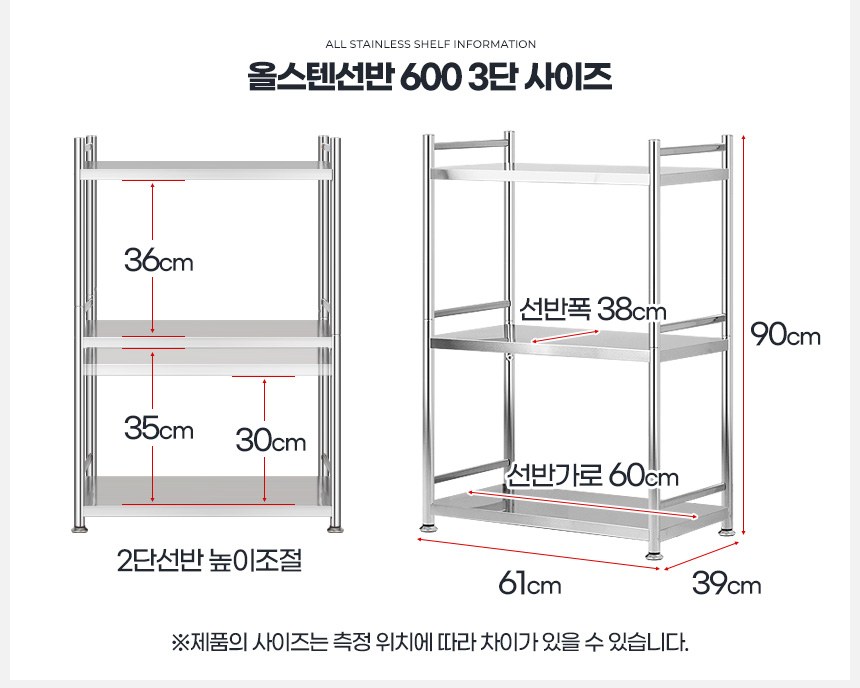 ALL STAINLESS SHELF INFORMATION
올스텐선반 600 3단 사이즈
36cm
선반폭 38cm
90cm
35cm
30cm
선반가로 60cm
2단선반 높이조절
61cm
39cm
※제품의 사이즈는 측정 위치에 따라 차이가 있을 수 있습니다.